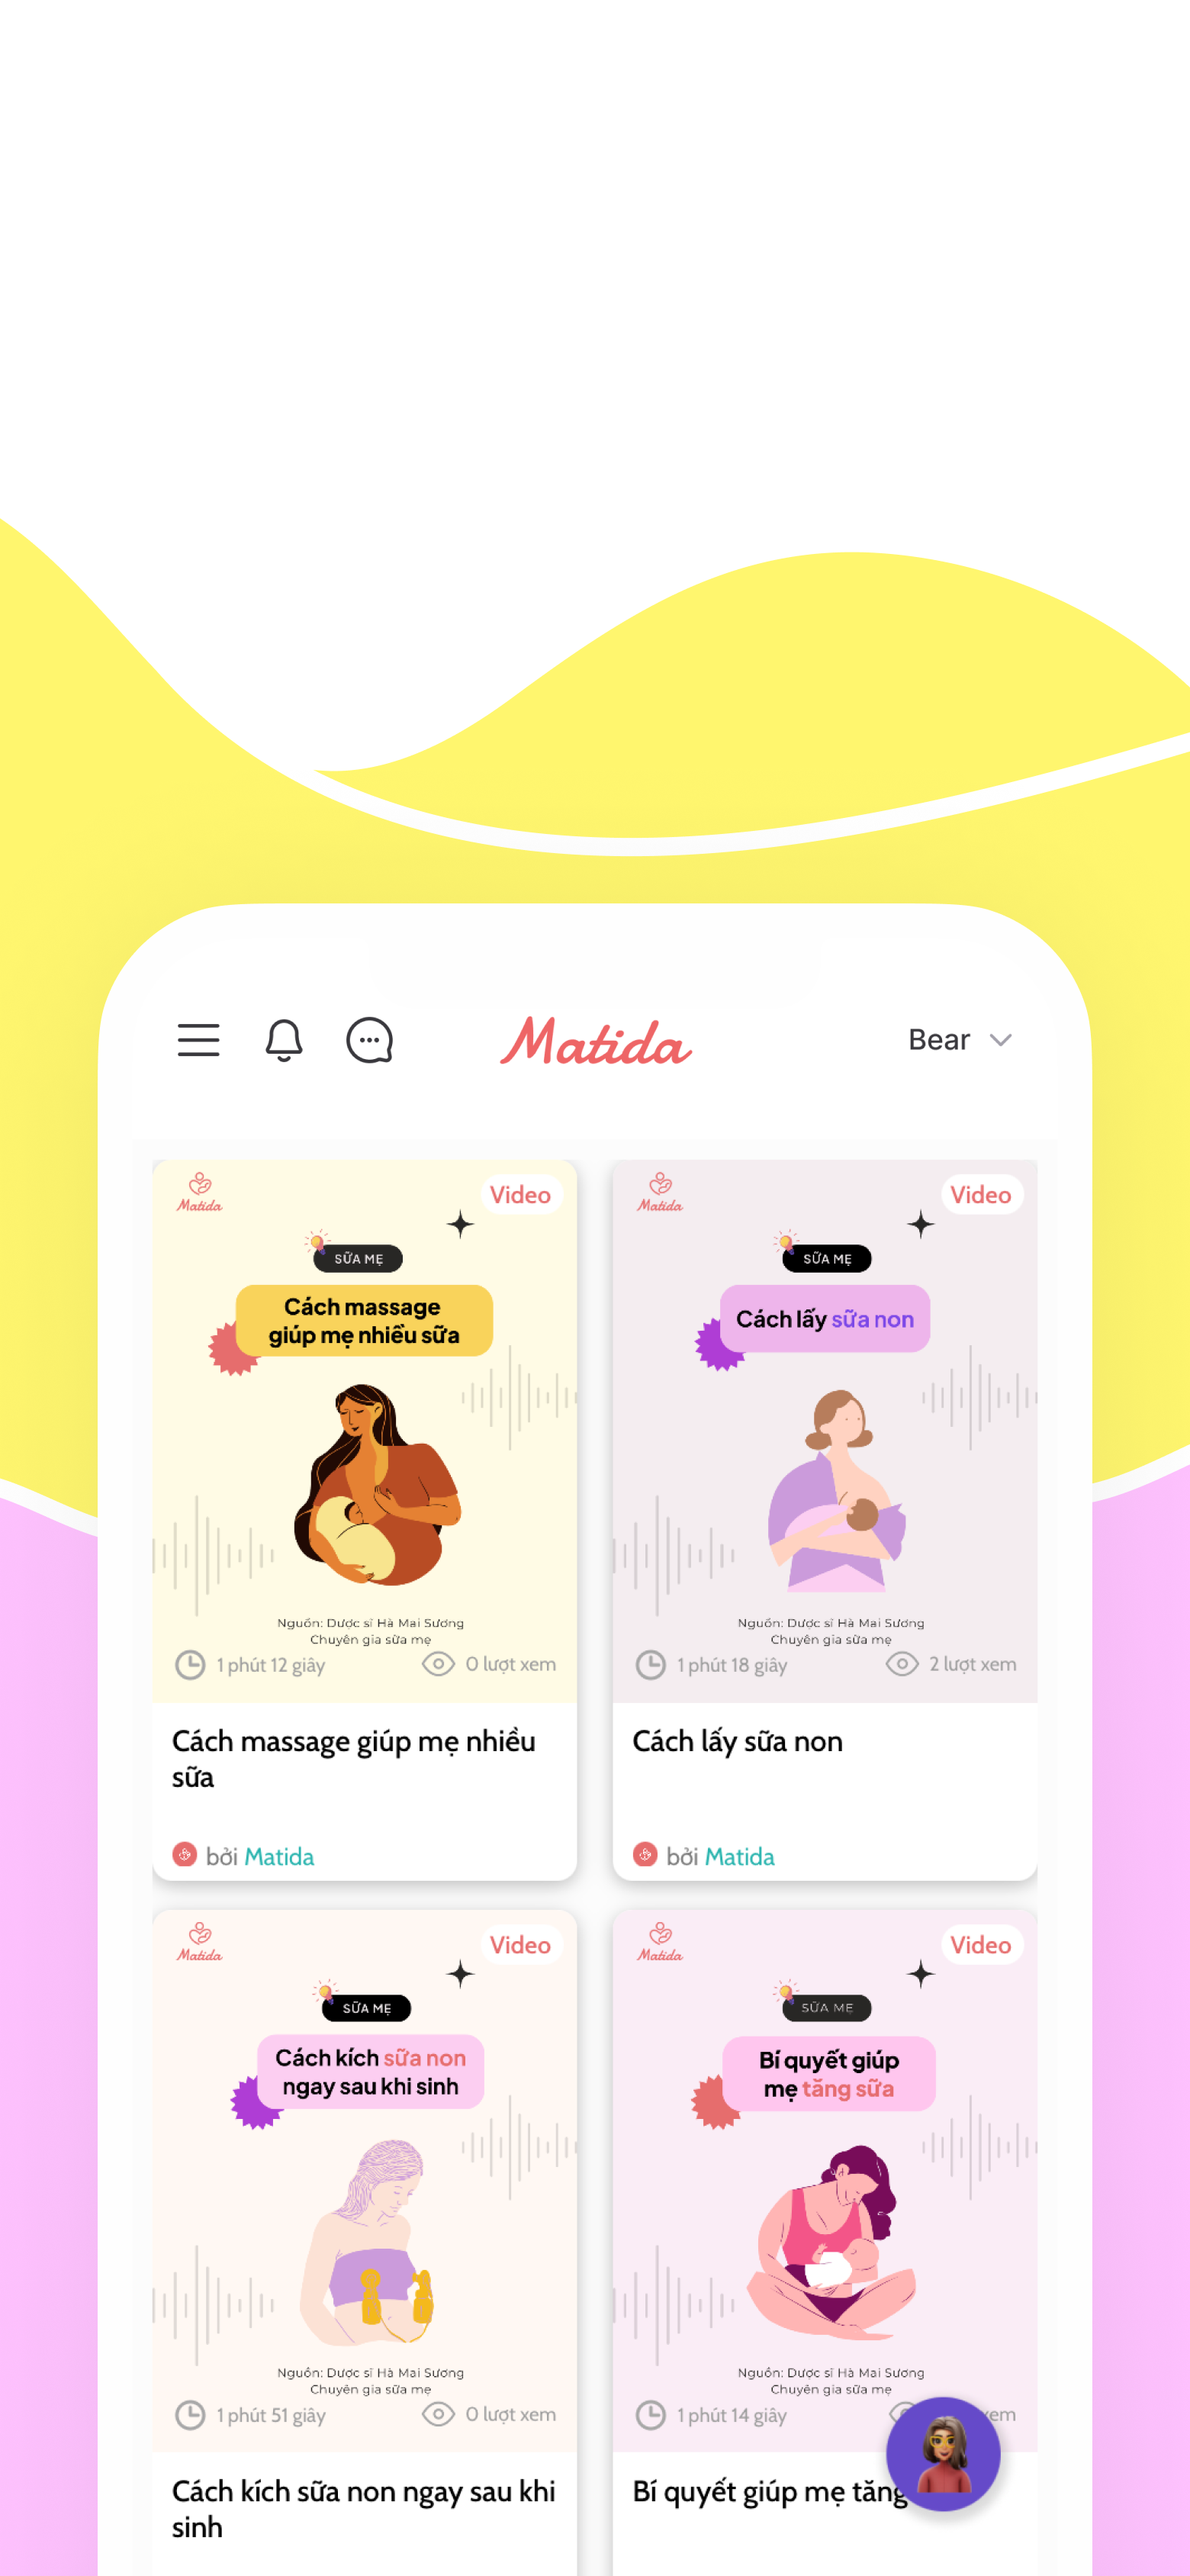 Matida
Bear
Matida
Video
SỮA MẸ
Cách massage
giúp mẹ nhiều sữa
Nguồn: Dược sĩ Hà Mai Sương
Chuyên gia sữa mẹ
1 phút 12 giây
0 lượt xem
Cách massage giúp mẹ nhiều
sữa
bởi Matida
Matida
Video
SỮA MẸ
Cách lấy sữa non
Nguồn: Dược sĩ Hà Mai Sương
Chuyên gia sữa mẹ
1 phút 18 giây
2 lượt xem
Cách lấy sữa non
bởi Matida
Matida
Video
SỮA MẸ
Cách kích sữa non
ngay sau khi sinh
Nguồn: Dược sĩ Hà Mai Sương
Chuyên gia sữa mẹ
1 phút 51 giây
0 lượt xem
Cách kích sữa non ngay sau khi
sinh
Matida
Video
SỮA MẸ
Bí quyết giúp
mẹ tăng sữa
Nguồn: Dược sĩ Hà Mai Sương
Chuyên gia sữa mẹ
1 phút 14 giây
xem
Bí quyết giúp mẹ tăng